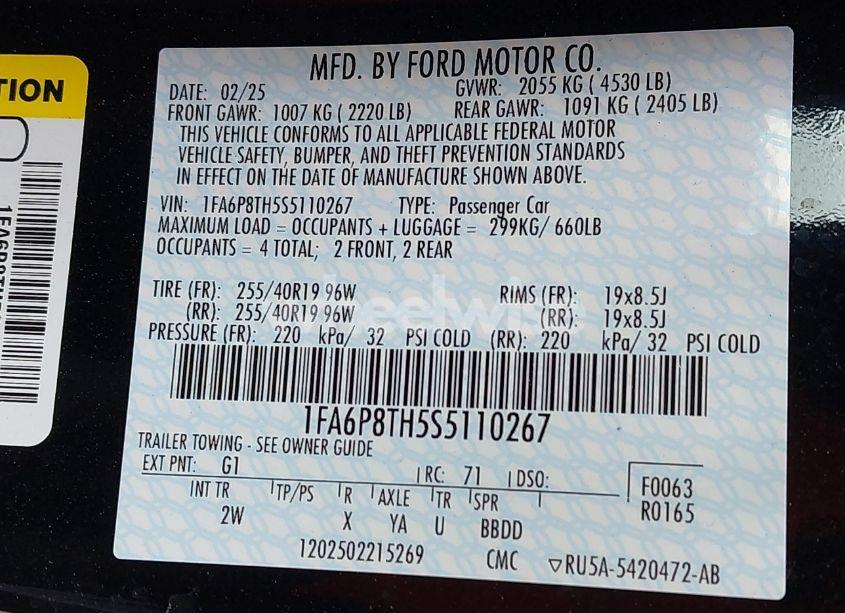 TION
MFD. BY FORD MOTOR CO.
DATE: 02/25 GVWR: 2055 KG ( 4530 LB)
FRONT GAWR: 1007 KG ( 2220 LB) REAR GAWR: 1091 KG ( 2405 LB)
THIS VEHICLE CONFORMS TO ALL APPLICABLE FEDERAL MOTOR
VEHICLE SAFETY, BUMPER, AND THEFT PREVENTION STANDARDS
IN EFFECT ON THE DATE OF MANUFACTURE SHOWN ABOVE.
VIN: 1FA6P8TH5S5110267 TYPE: Passenger Car
MAXIMUM LOAD = OCCUPANTS + LUGGAGE = 299KG/ 660LB
OCCUPANTS = 4 TOTAL; 2 FRONT, 2 REAR
TIRE (FR): 255/40R19 96W RIMS (FR): 19x8.5J
(RR): 255/40R19 96W (RR): 19x8.5J
PRESSURE (FR): 220 kPa/ 32 PSI COLD (RR): 220 kPa/ 32 PSI COLD
1FA6P8TH5S5110267
TRAILER TOWING - SEE OWNER GUIDE
EXT PNT: G1 RC: 71 DSO: F0063
INT TR TP/PS R AXLE TR SPR R0165
2W X YA U BBDD
1202502215269 CMC ▽RU5A-5420472-AB